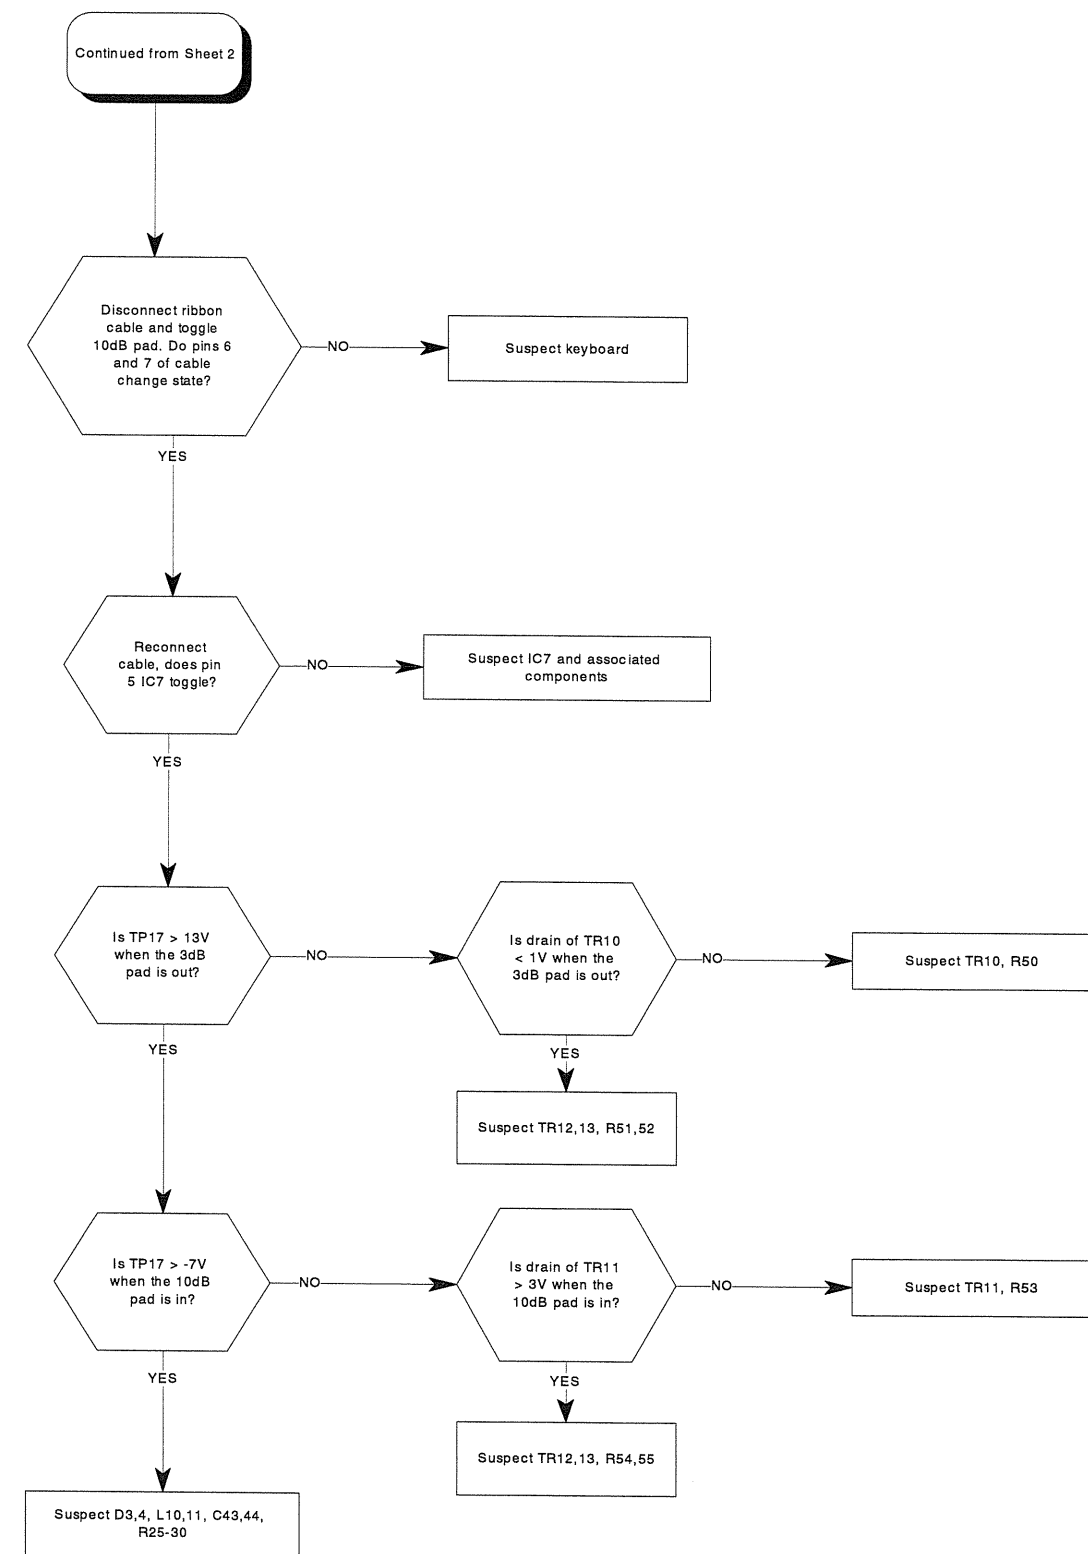 Continued from Sheet 2
Disconnect ribbon
cable and toggle
10dB pad. Do pins 6
and 7 of cable
change state?
NO
Suspect keyboard
YES
Reconnect
cable, does pin
5 IC7 toggle?
NO
Suspect IC7 and associated
components
YES
Is TP17 > 13V
when the 3dB
pad is out?
NO
Is drain of TR10
< 1V when the
3dB pad is out?
NO
Suspect TR10, R50
YES
YES
Suspect TR12,13, R51,52
Is TP17 > -7V
when the 10dB
pad is in?
NO
Is drain of TR11
> 3V when the
10dB pad is in?
NO
Suspect TR11, R53
YES
YES
Suspect TR12,13, R54,55
Suspect D3,4, L10,11, C43,44,
R25-30